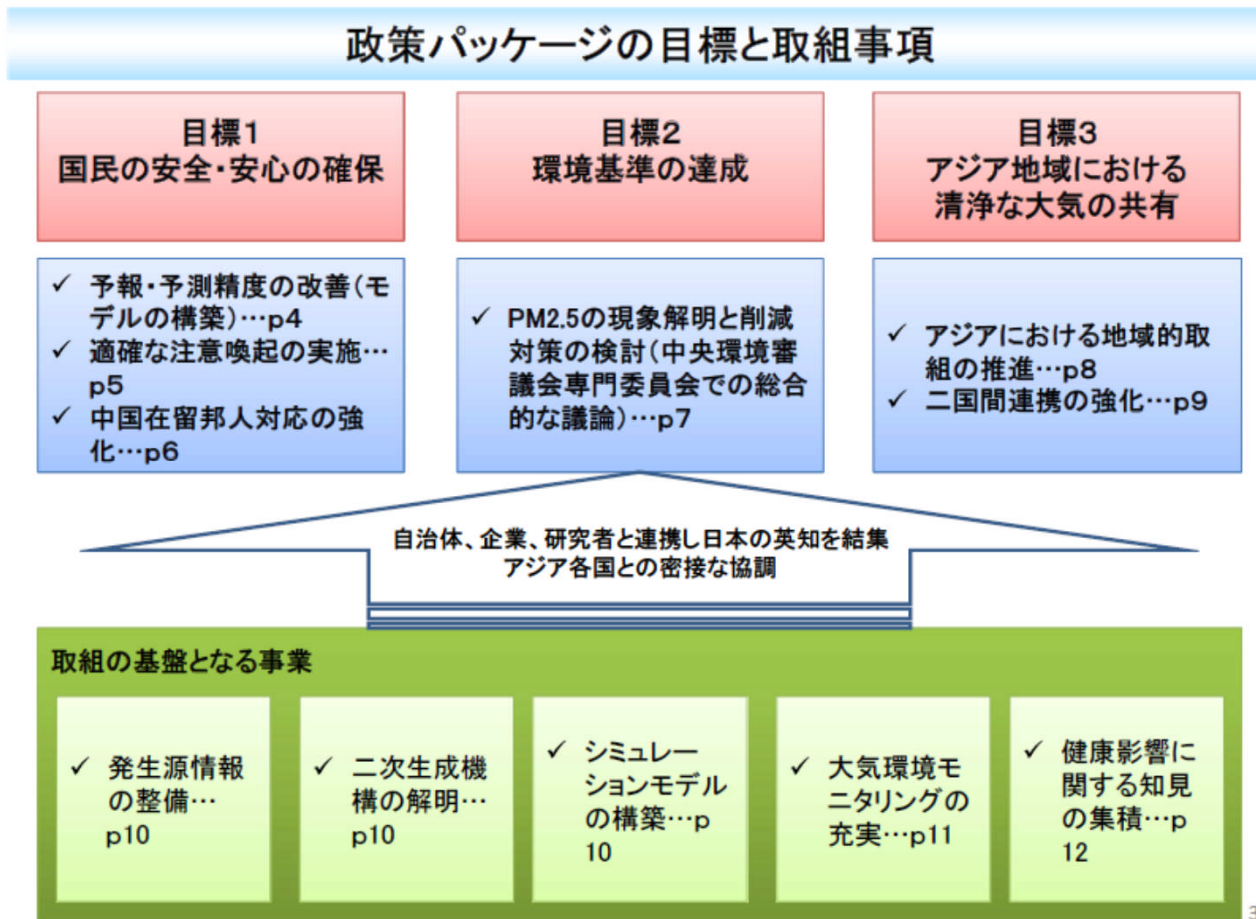 政策パッケージの目標と取組事項
目標1
国民の安全・安心の確保
目標2
環境基準の達成
目標3
アジア地域における
清浄な大気の共有
✓ 予報・予測精度の改善(モ
デルの構築)…p4
✓ 適確な注意喚起の実施…
p5
✓ 中国在留邦人対応の強
化…p6
✓ PM2.5の現象解明と削減
対策の検討(中央環境審
議会専門委員会での総合
的な議論)…p7
✓ アジアにおける地域的取
組の推進…p8
✓ 二国間連携の強化…p9
自治体、企業、研究者と連携し日本の英知を結集
アジア各国との密接な協調
取組の基盤となる事業
✓ 発生源情報
の整備…
p10
✓ 二次生成機
構の解明…
p10
✓ シミュレー
ションモデル
の構築…p
10
✓ 大気環境モ
ニタリングの
充実…p11
✓ 健康影響に
関する知見
の集積…p
12
3